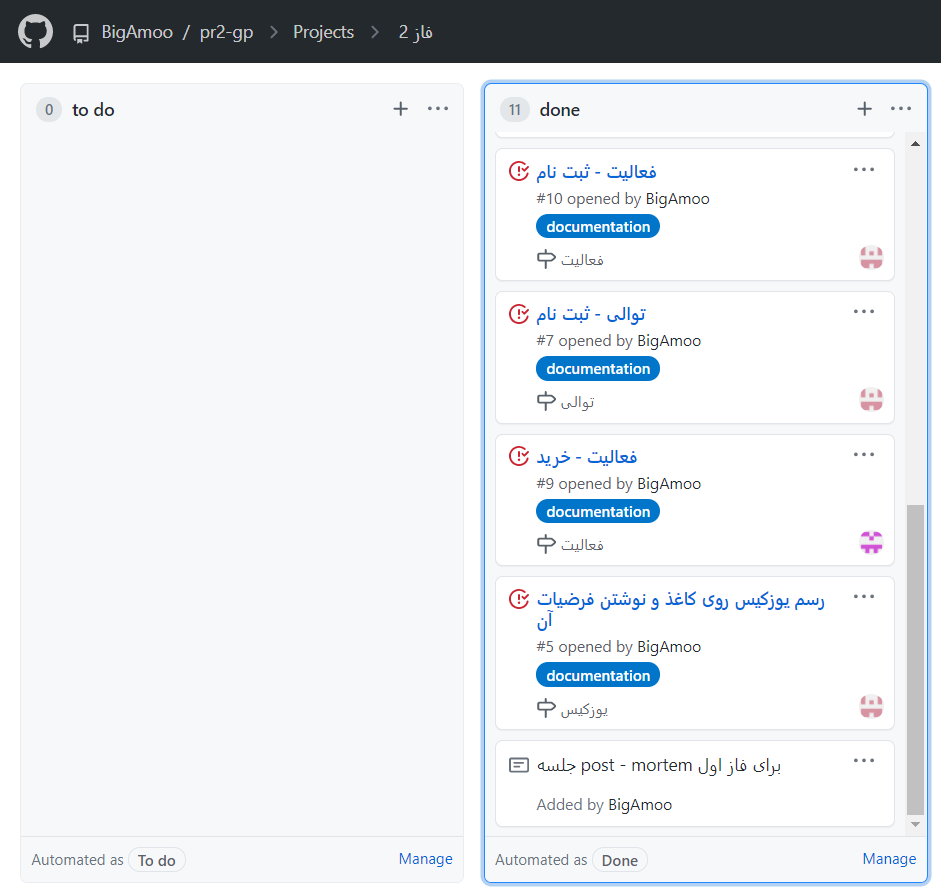 BigAmoo / pr2-gp > Projects > فاز 2
0 to do
Automated as To do Manage
11 done
فعالیت - ثبت نام
#10 opened by BigAmoo
documentation
فعالیت
توالی - ثبت نام
#7 opened by BigAmoo
documentation
توالی
فعالیت - خرید
#9 opened by BigAmoo
documentation
فعالیت
رسم یوزکیس روی کاغذ و نوشتن فرضیات
آن
#5 opened by BigAmoo
documentation
یوزکیس
جلسه post - mortem برای فاز اول
Added by BigAmoo
Automated as Done Manage